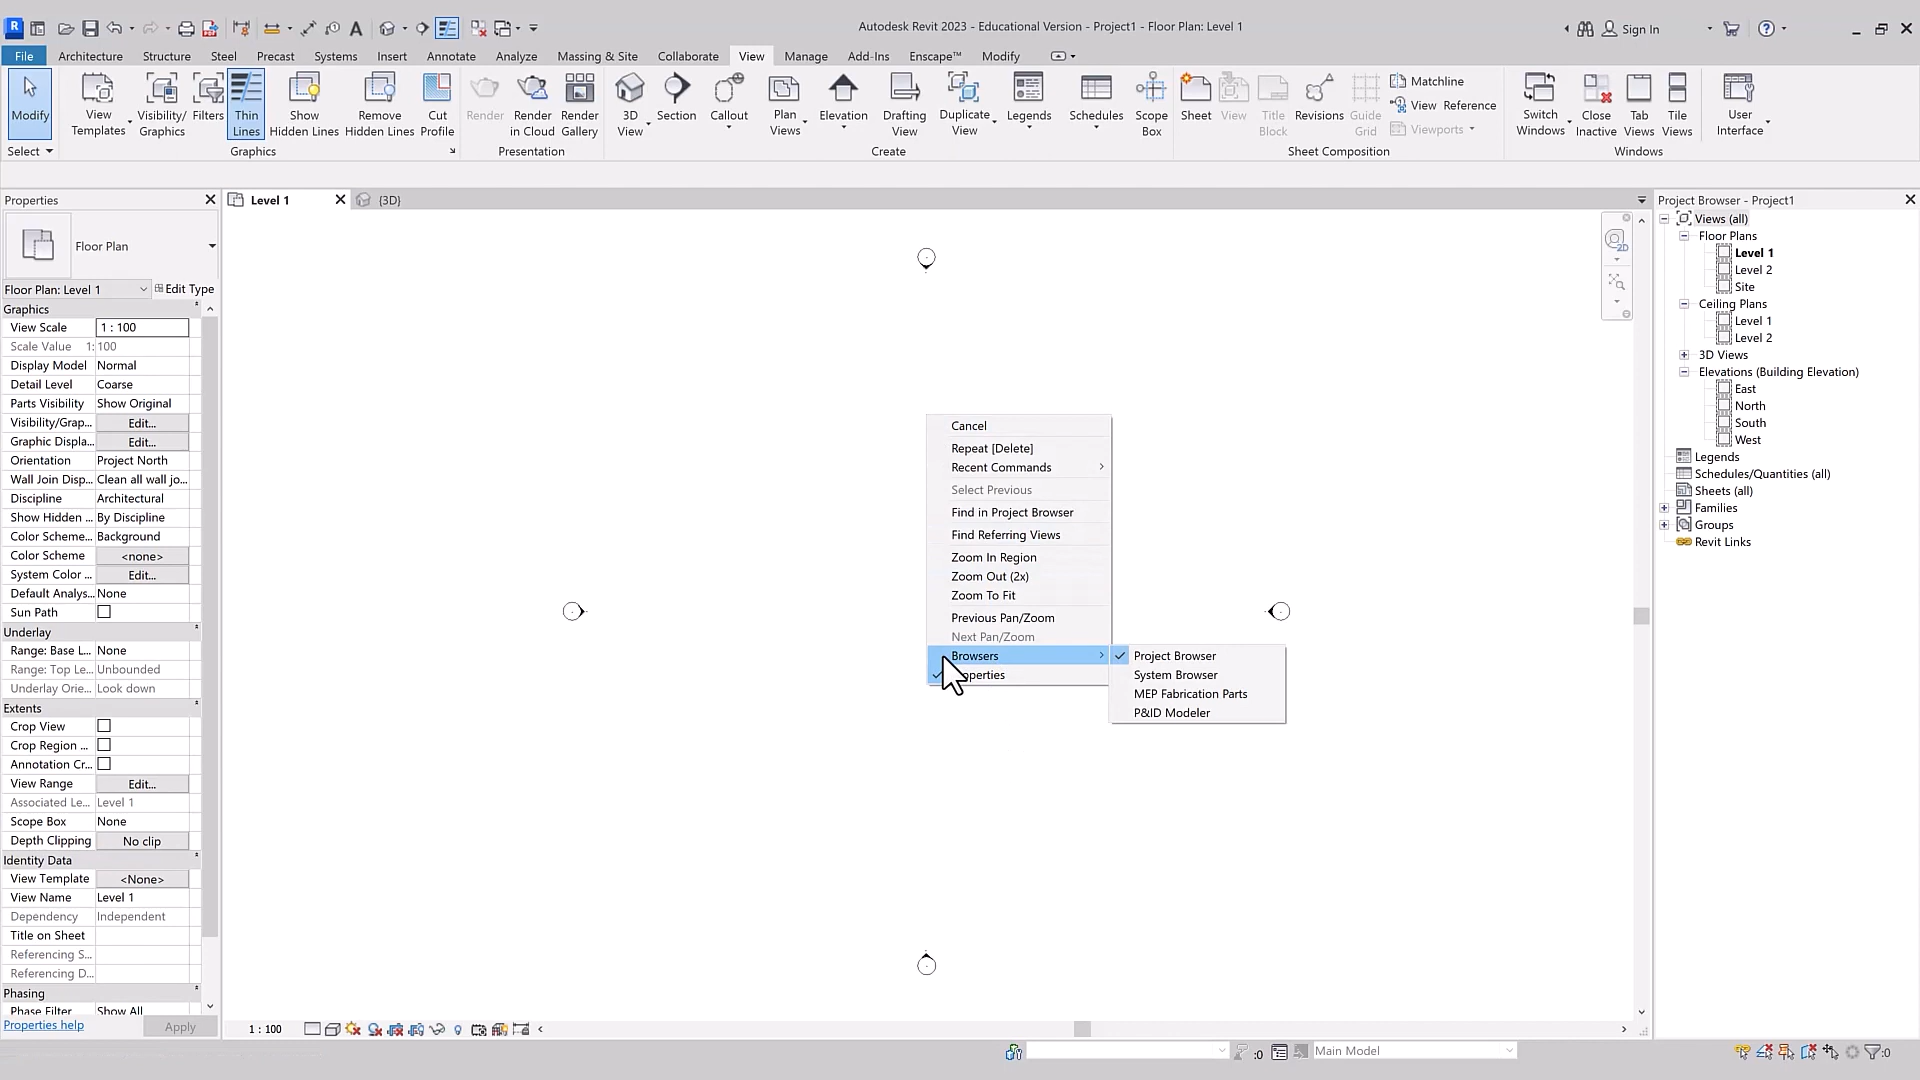 Autodesk Revit 2023 - Educational Version - Project1 - Floor Plan: Level 1
Sign In
File Architecture Structure Steel Precast Systems Insert Annotate Analyze Massing & Site Collaborate View Manage Add-Ins Enscape™ Modify
Modify
View Templates
Visibility/ Graphics
Filters
Thin Lines
Show Hidden Lines
Remove Hidden Lines
Cut Profile
Render
Render in Cloud
Render Gallery
3D View
Section
Callout
Plan Views
Elevation
Drafting View
Duplicate View
Legends
Schedules
Scope Box
Sheet
View
Title Block
Revisions
Guide Grid
Matchline
View Reference
Viewports
Switch Windows
Close Inactive
Tab Views
Tile Views
User Interface
Select
Graphics
Presentation
Create
Sheet Composition
Windows
Properties
Floor Plan
Floor Plan: Level 1
Edit Type
Graphics
View Scale 1 : 100
Scale Value 1: 100
Display Model Normal
Detail Level Coarse
Parts Visibility Show Original
Visibility/Grap... Edit...
Graphic Displa... Edit...
Orientation Project North
Wall Join Disp... Clean all wall jo...
Discipline Architectural
Show Hidden ... By Discipline
Color Scheme... Background
Color Scheme <none>
System Color ... Edit...
Default Analys... None
Sun Path
Underlay
Range: Base L... None
Range: Top Le... Unbounded
Underlay Orie... Look down
Extents
Crop View
Crop Region ...
Annotation Cr...
View Range Edit...
Associated Le... Level 1
Scope Box None
Depth Clipping No clip
Identity Data
View Template <None>
View Name Level 1
Dependency Independent
Title on Sheet
Referencing S...
Referencing D...
Phasing
Phase Filter Show All
Properties help
Apply
Level 1
{3D}
2D
Cancel
Repeat [Delete]
Recent Commands
Select Previous
Find in Project Browser
Find Referring Views
Zoom In Region
Zoom Out (2x)
Zoom To Fit
Previous Pan/Zoom
Next Pan/Zoom
Browsers
perties
Project Browser
System Browser
MEP Fabrication Parts
P&ID Modeler
1 : 100
Project Browser - Project1
Views (all)
Floor Plans
Level 1
Level 2
Site
Ceiling Plans
Level 1
Level 2
3D Views
Elevations (Building Elevation)
East
North
South
West
Legends
Schedules/Quantities (all)
Sheets (all)
Families
Groups
Revit Links
:0
Main Model
:0